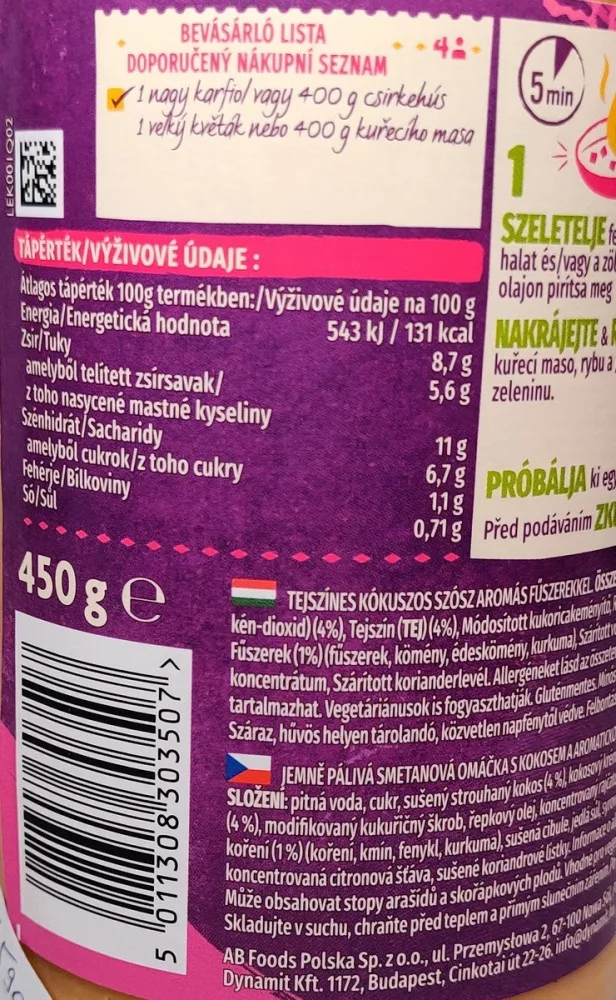 BEVÁSÁRLÓ LISTA
DOPORUČENÝ NÁKUPNÍ SEZNAM
4
1 nagy karfiol vagy 400 g csirkehús
1 velký květák nebo 400 g kuřecího masa
LEK001Q02
TÁPÉRTÉK/VÝŽIVOVÉ ÚDAJE :
Átlagos tápérték 100g termékben:/Výživové údaje na 100 g
Energia/Energetická hodnota 543 kJ / 131 kcal
Zsír/Tuky 8,7 g
amelyből telített zsírsavak/ 5,6 g
z toho nasycené mastné kyseliny
Szénhidrát/Sacharidy 11 g
amelyből cukrok/z toho cukry 6,7 g
Fehérje/Bílkoviny 1,1 g
Só/Sůl 0,71 g
450 g e
5 011308 303507 >
5 min
1
SZELETELJE
halat és/vagy a
olajon pirítsa meg
NAKRÁJEJTE &
kuřecí maso, rybu a
zeleninu.
PRÓBÁLJA ki
Před podáváním
TEJSZÍNES KÓKUSZOS SZÓSZ AROMÁS FŰSZEREKKEL.
kén-dioxid) (4%), Tejszín (TEJ) (4%), Módosított kukoricakeményítő,
Fűszerek (1%) (fűszerek, kömény, édeskömény, kurkuma),
koncentrátum, Szárított korianderlevél. Allergéneket lásd az
tartalmazhat. Vegetáriánusok is fogyaszthatják. Gluténmentes.
Száraz, hűvös helyen tárolandó, közvetlen napfénytől védve.
JEMNĚ PÁLIVÁ SMETANOVÁ OMÁČKA S KOKOSEM A
SLOŽENÍ: pitná voda, cukr, sušený strouhaný kokos (4 %), kokosový
(4 %), modifikovaný kukuřičný škrob, řepkový olej, koncentrovaný
koření (1 %) (koření, kmín, fenykl, kurkuma), sušená cibule, jedlá sůl,
koncentrovaná citronová šťáva, sušené koriandrové lístky.
Může obsahovat stopy arašídů a skořápkových plodů. Vhodné pro
Skladujte v suchu, chraňte před teplem a přímým slunečním
AB Foods Polska Sp. z o.o., ul. Przemysłowa 2, 67-100 Nowa
Dynamit Kft. 1172, Budapest, Cinkotai út 22-26.